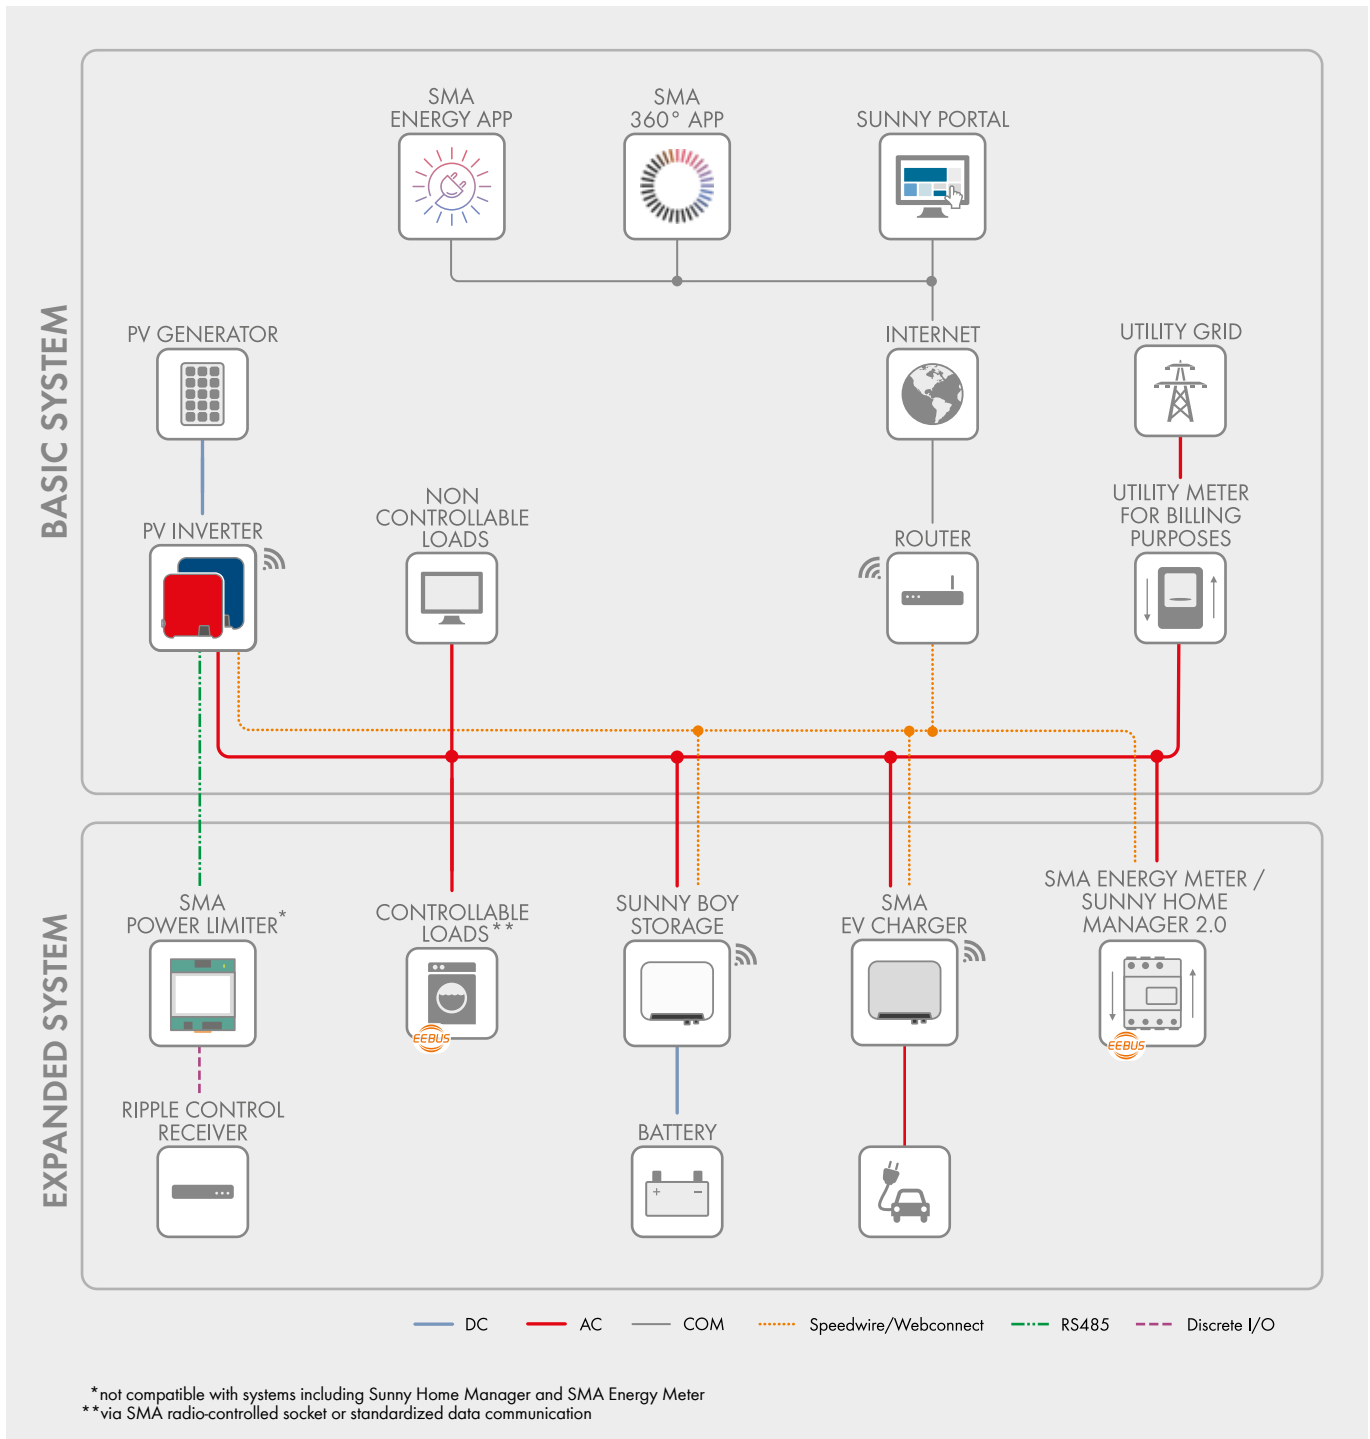 BASIC SYSTEM
SMA
ENERGY APP
SMA
360° APP
SUNNY PORTAL
PV GENERATOR
INTERNET
UTILITY GRID
PV INVERTER
NON
CONTROLLABLE
LOADS
ROUTER
UTILITY METER
FOR BILLING
PURPOSES
EXPANDED SYSTEM
SMA
POWER LIMITER*
CONTROLLABLE
LOADS**
SUNNY BOY
STORAGE
SMA
EV CHARGER
SMA ENERGY METER /
SUNNY HOME
MANAGER 2.0
EEBUS
EEBUS
RIPPLE CONTROL
RECEIVER
BATTERY
+ −
DC AC COM Speedwire/Webconnect RS485 Discrete I/O
*not compatible with systems including Sunny Home Manager and SMA Energy Meter
**via SMA radio-controlled socket or standardized data communication